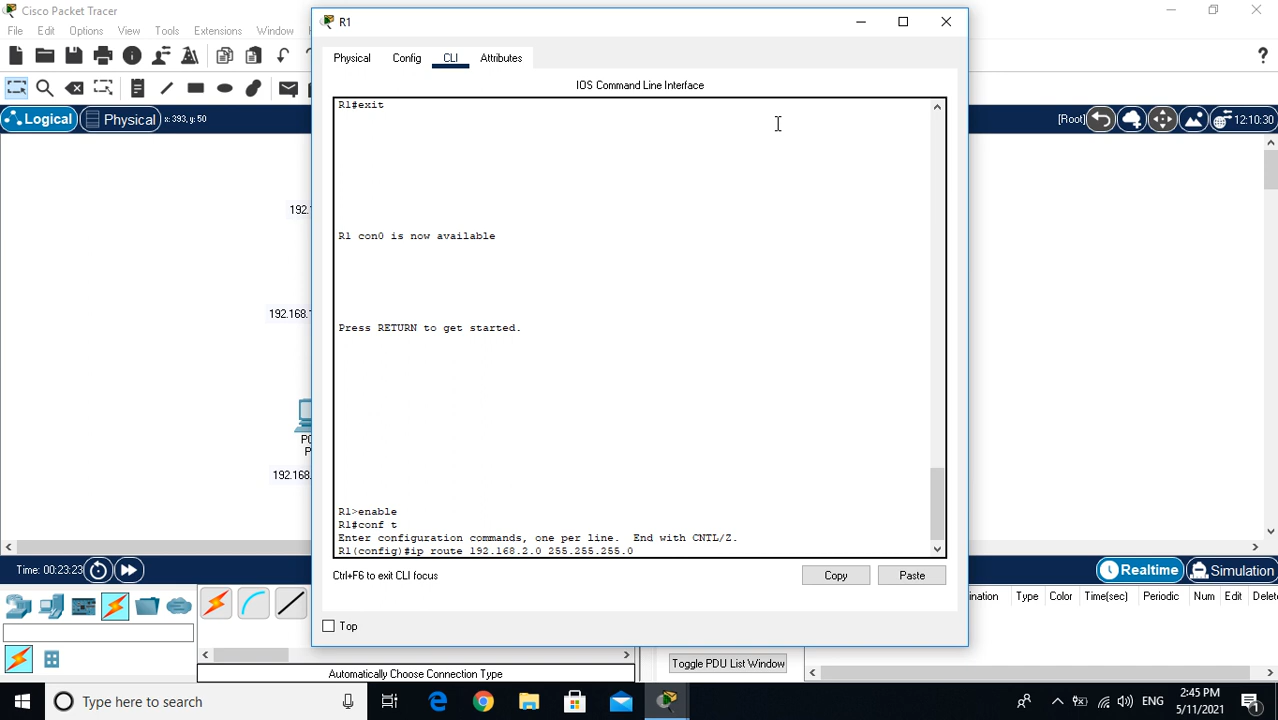 Cisco Packet Tracer
File Edit Options View Tools Extensions Window
Logical
Physical
x: 393, y: 50
[Root]
12:10:30
192.168.
192.168.
R1
Physical Config CLI Attributes
IOS Command Line Interface
R1#exit
R1 con0 is now available
Press RETURN to get started.
R1>enable
R1#conf t
Enter configuration commands, one per line. End with CNTL/Z.
R1(config)#ip route 192.168.2.0 255.255.255.0
Ctrl+F6 to exit CLI focus
Copy
Paste
Top
Time: 00:23:23
Realtime
Simulation
Type Color Time(sec) Periodic Num Edit
Automatically Choose Connection Type
Toggle PDU List Window
Type here to search
ENG
2:45 PM
5/11/2021
1